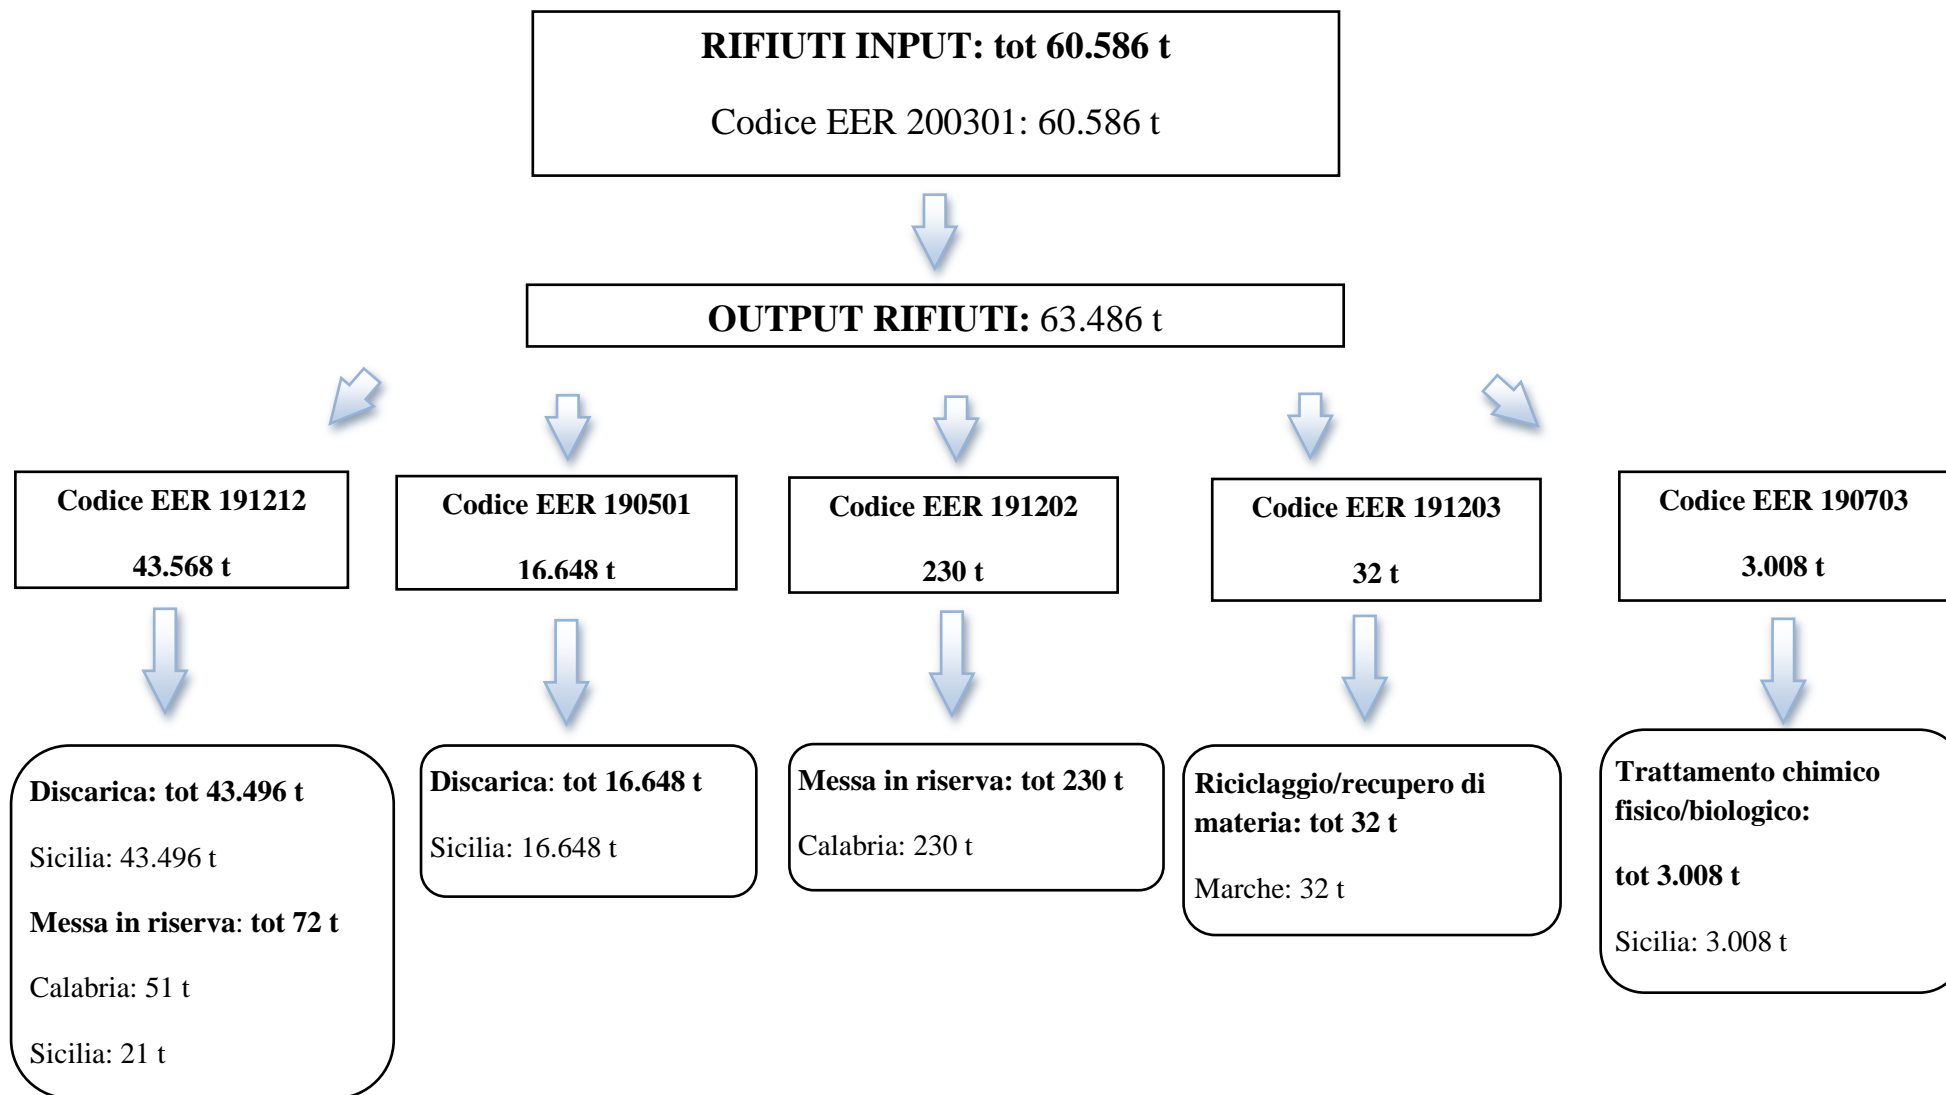 RIFIUTI INPUT: tot 60.586 t
Codice EER 200301: 60.586 t
OUTPUT RIFIUTI: 63.486 t
Codice EER 191212
43.568 t
Codice EER 190501
16.648 t
Codice EER 191202
230 t
Codice EER 191203
32 t
Codice EER 190703
3.008 t
Discarica: tot 43.496 t
Sicilia: 43.496 t
Messa in riserva: tot 72 t
Calabria: 51 t
Sicilia: 21 t
Discarica: tot 16.648 t
Sicilia: 16.648 t
Messa in riserva: tot 230 t
Calabria: 230 t
Riciclaggio/recupero di
materia: tot 32 t
Marche: 32 t
Trattamento chimico
fisico/biologico:
tot 3.008 t
Sicilia: 3.008 t